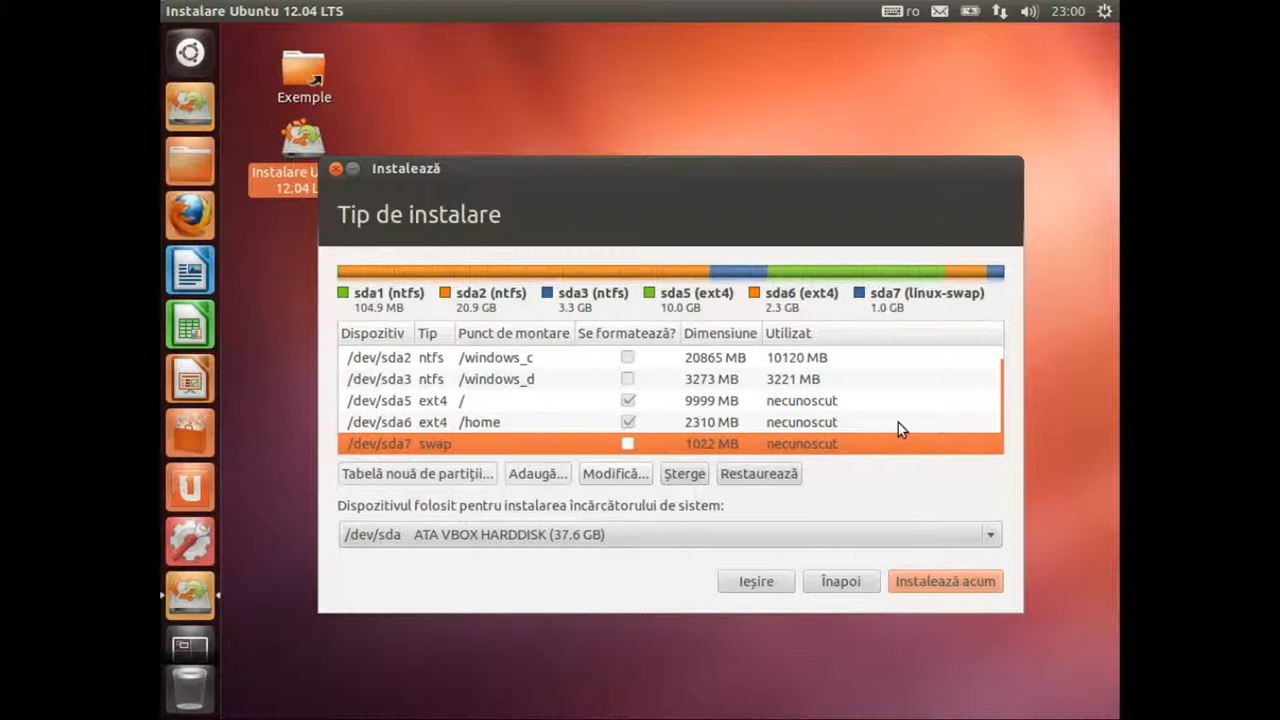 Instalare Ubuntu 12.04 LTS
ro
23:00
Exemple
Instalare U
12.04 L
Instalează
Tip de instalare
sda1 (ntfs) sda2 (ntfs) sda3 (ntfs) sda5 (ext4) sda6 (ext4) sda7 (linux-swap)
104.9 MB 20.9 GB 3.3 GB 10.0 GB 2.3 GB 1.0 GB
Dispozitiv Tip Punct de montare Se formatează? Dimensiune Utilizat
/dev/sda2 ntfs /windows_c 20865 MB 10120 MB
/dev/sda3 ntfs /windows_d 3273 MB 3221 MB
/dev/sda5 ext4 / 9999 MB necunoscut
/dev/sda6 ext4 /home 2310 MB necunoscut
/dev/sda7 swap 1022 MB necunoscut
Tabelă nouă de partiții... Adaugă... Modifică... Șterge Restaurează
Dispozitivul folosit pentru instalarea încărcătorului de sistem:
/dev/sda ATA VBOX HARDDISK (37.6 GB)
Ieșire Înapoi Instalează acum